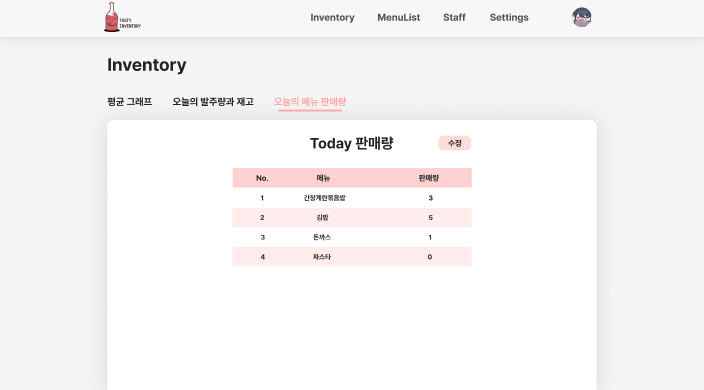 TASTY
INVENTORY
Inventory MenuList Staff Settings
Inventory
평균 그래프 오늘의 발주량과 재고 오늘의 메뉴 판매량
Today 판매량 수정
No. 메뉴 판매량
1 간장계란볶음밥 3
2 김밥 5
3 돈까스 1
4 파스타 0